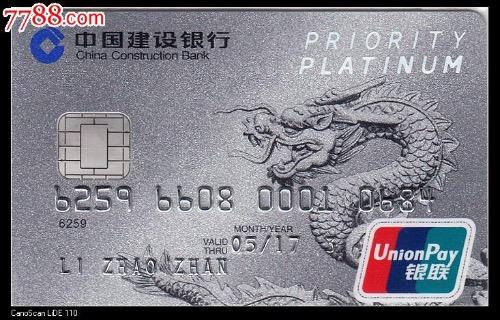 7788.com
中国建设银行
China Construction Bank
PRIORITY
PLATINUM
6259 6608 0001 0684
6259
MONTH/YEAR
VALID THRU 05/17
LI ZHAO ZHAN
UnionPay
银联
CanoScan LiDE 110